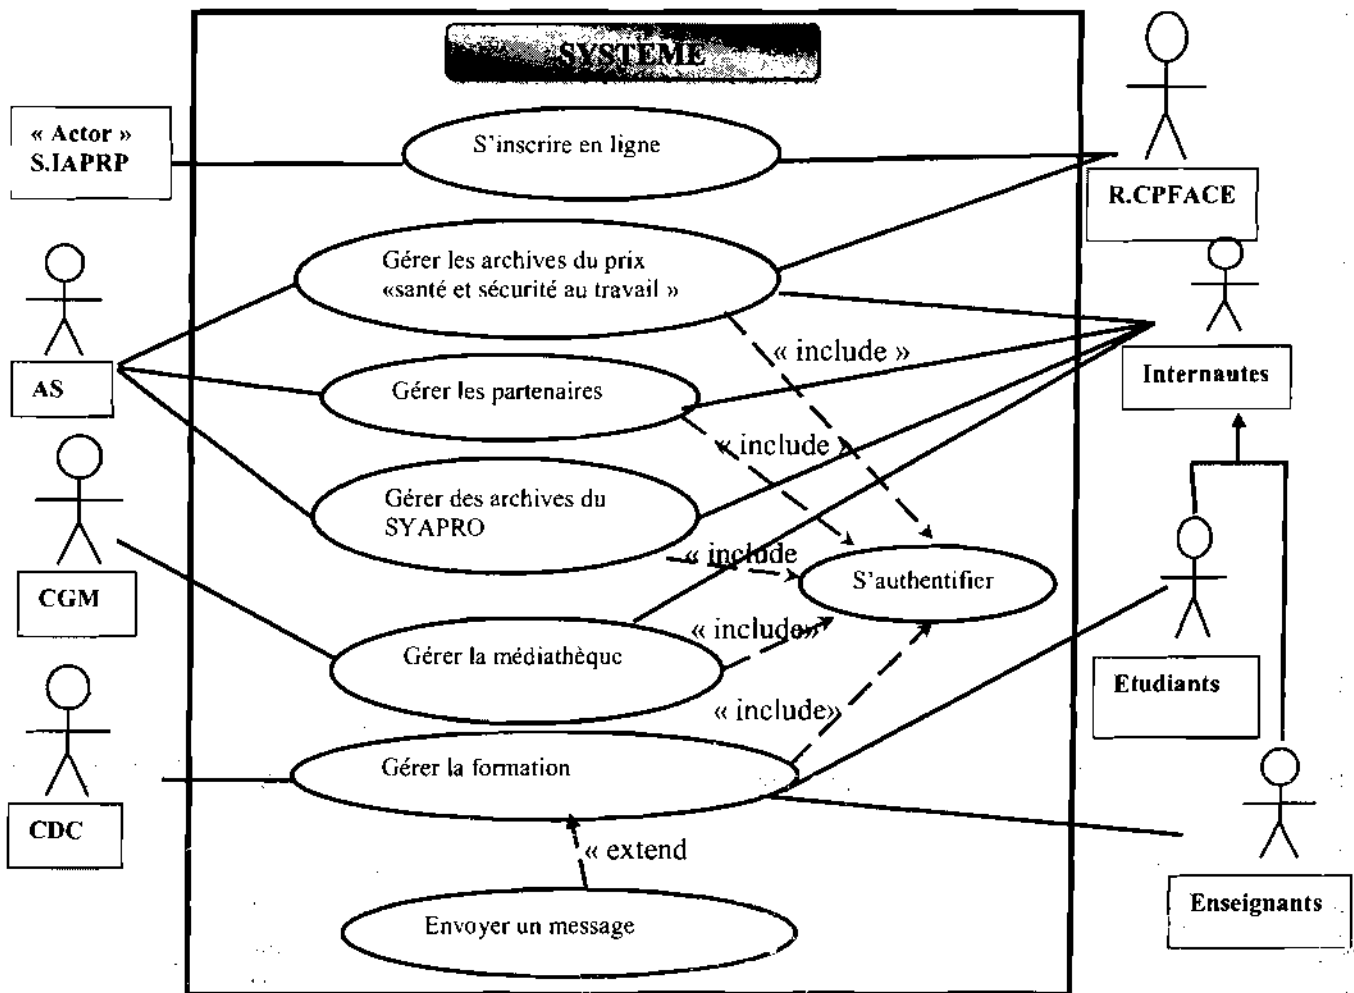 SYSTEME
« Actor »
S.IAPRP
S'inscrire en ligne
R.CPFACE
Gérer les archives du prix
«santé et sécurité au travail »
« include »
AS
Gérer les partenaires
Internautes
« include »
Gérer des archives du
SYAPRO
« include
S'authentifier
CGM
« include»
Gérer la médiathèque
Etudiants
« include»
Gérer la formation
CDC
« extend
Enseignants
Envoyer un message